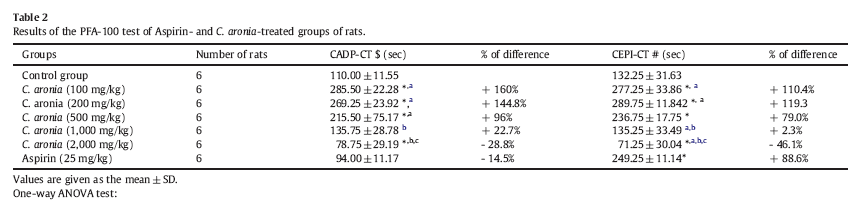 Table 2
Results of the PFA-100 test of Aspirin- and C. aronia-treated groups of rats.
Groups Number of rats CADP-CT $ (sec) % of difference CEPI-CT # (sec) % of difference
Control group 6 110.00 ±11.55 132.25 ± 31.63
C. aronia (100 mg/kg) 6 285.50 ±22.28 *,a + 160% 277.25 ± 33.86 *, a + 110.4%
C. aronia (200 mg/kg) 6 269.25 ±23.92 *,a + 144.8% 289.75 ± 11.842 *, a + 119.3
C. aronia (500 mg/kg) 6 215.50 ±75.17 *,a + 96% 236.75 ± 17.75 * + 79.0%
C. aronia (1,000 mg/kg) 6 135.75 ±28.78 b + 22.7% 135.25 ± 33.49 a,b + 2.3%
C. aronia (2,000 mg/kg) 6 78.75 ±29.19 *,b,c - 28.8% 71.25 ± 30.04 *,a,b,c - 46.1%
Aspirin (25 mg/kg) 6 94.00 ±11.17 - 14.5% 249.25 ± 11.14* + 88.6%
Values are given as the mean ± SD.
One-way ANOVA test: